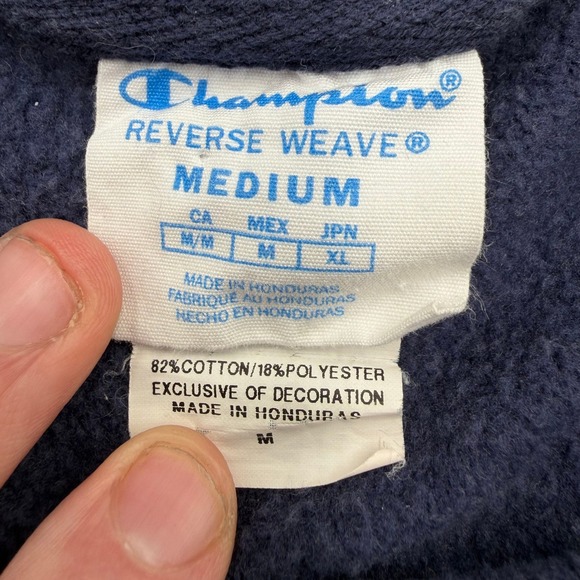 Champion®
REVERSE WEAVE®
MEDIUM
CA MEX JPN
M/M M XL
MADE IN HONDURAS
FABRIQUÉ AU HONDURAS
HECHO EN HONDURAS
82%COTTON/18%POLYESTER
EXCLUSIVE OF DECORATION
MADE IN HONDURAS
M